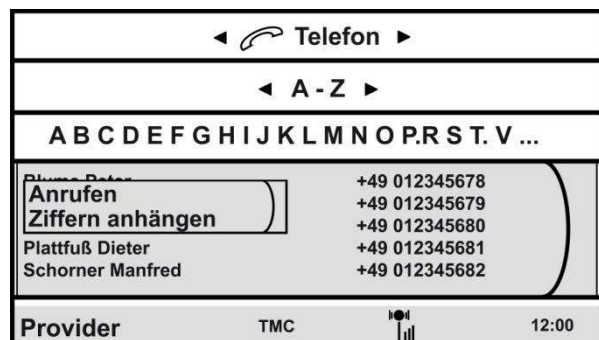 ◄ Telefon ►
◄ A - Z ►
A B C D E F G H I J K L M N O P.R S T. V ...
+49 012345678
Anrufen
+49 012345679
Ziffern anhängen
+49 012345680
Plattfuß Dieter +49 012345681
Schorner Manfred +49 012345682
Provider TMC 12:00